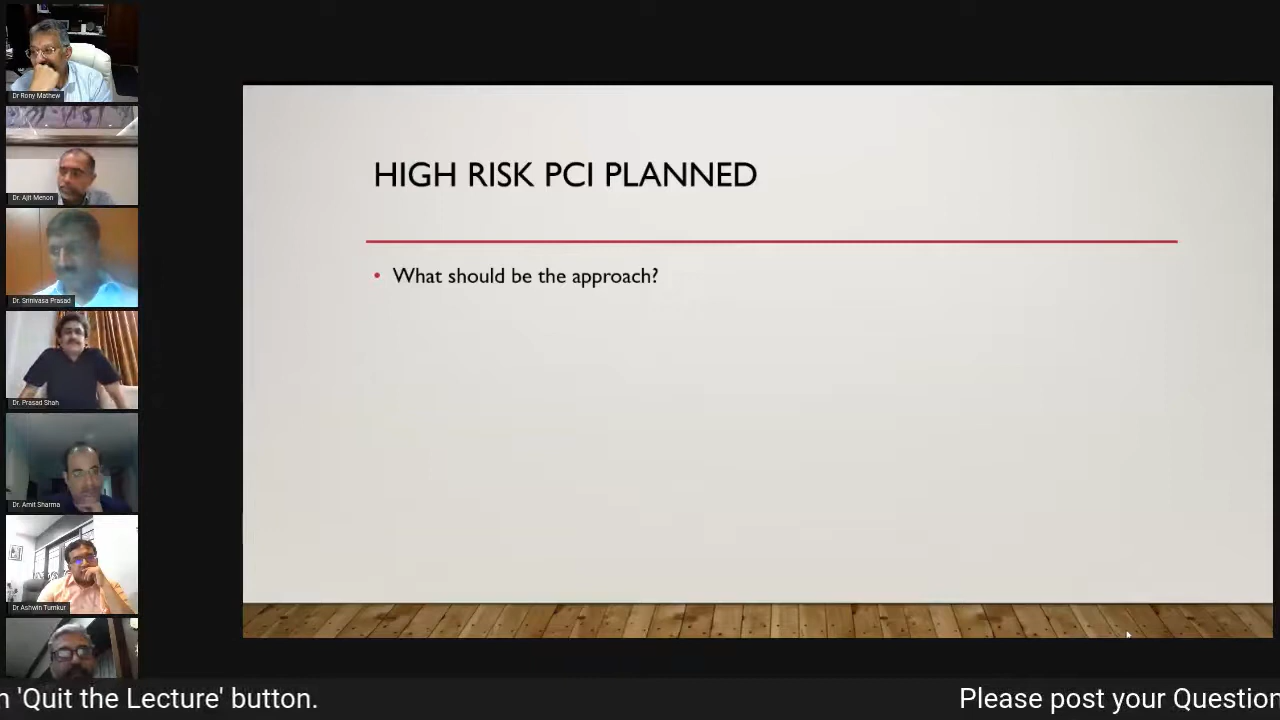 Dr Rony Mathew
Dr. Ajit Menon
Dr. Srinivasa Prasad
Dr. Prasad Shah
Dr. Amit Sharma
Dr Ashwin Tumkur
HIGH RISK PCI PLANNED
• What should be the approach?
n 'Quit the Lecture' button.
Please post your Question